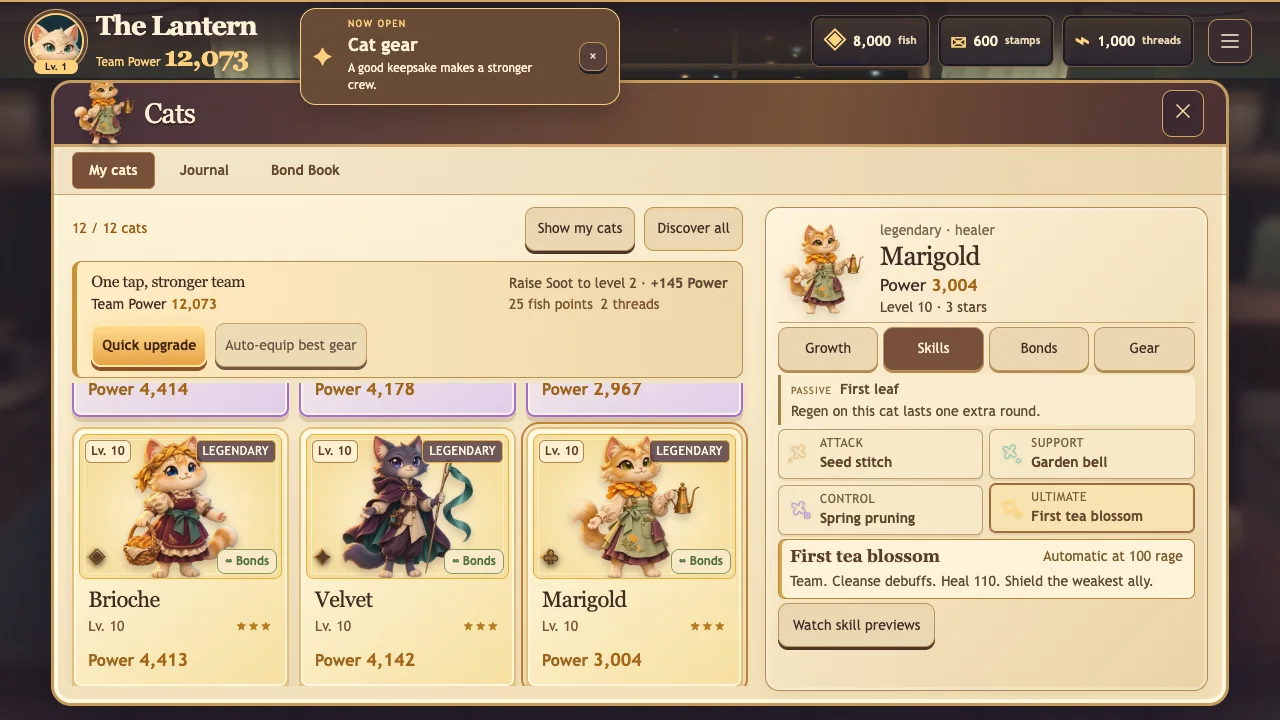 The Lantern
Team Power 12,073
Lv. 1
NOW OPEN
Cat gear
A good keepsake makes a stronger
crew.
×
8,000 fish
600 stamps
1,000 threads
Cats
My cats
Journal
Bond Book
12 / 12 cats
Show my cats
Discover all
One tap, stronger team
Team Power 12,073
Raise Soot to level 2 · +145 Power
25 fish points 2 threads
Quick upgrade
Auto-equip best gear
Power 4,414
Power 4,178
Power 2,967
Lv. 10
LEGENDARY
∞ Bonds
Brioche
Lv. 10
★★★
Power 4,413
Lv. 10
LEGENDARY
∞ Bonds
Velvet
Lv. 10
★★★
Power 4,142
Lv. 10
LEGENDARY
∞ Bonds
Marigold
Lv. 10
★★★
Power 3,004
legendary · healer
Marigold
Power 3,004
Level 10 · 3 stars
Growth
Skills
Bonds
Gear
PASSIVE First leaf
Regen on this cat lasts one extra round.
ATTACK
Seed stitch
SUPPORT
Garden bell
CONTROL
Spring pruning
ULTIMATE
First tea blossom
First tea blossom
Automatic at 100 rage
Team. Cleanse debuffs. Heal 110. Shield the weakest ally.
Watch skill previews